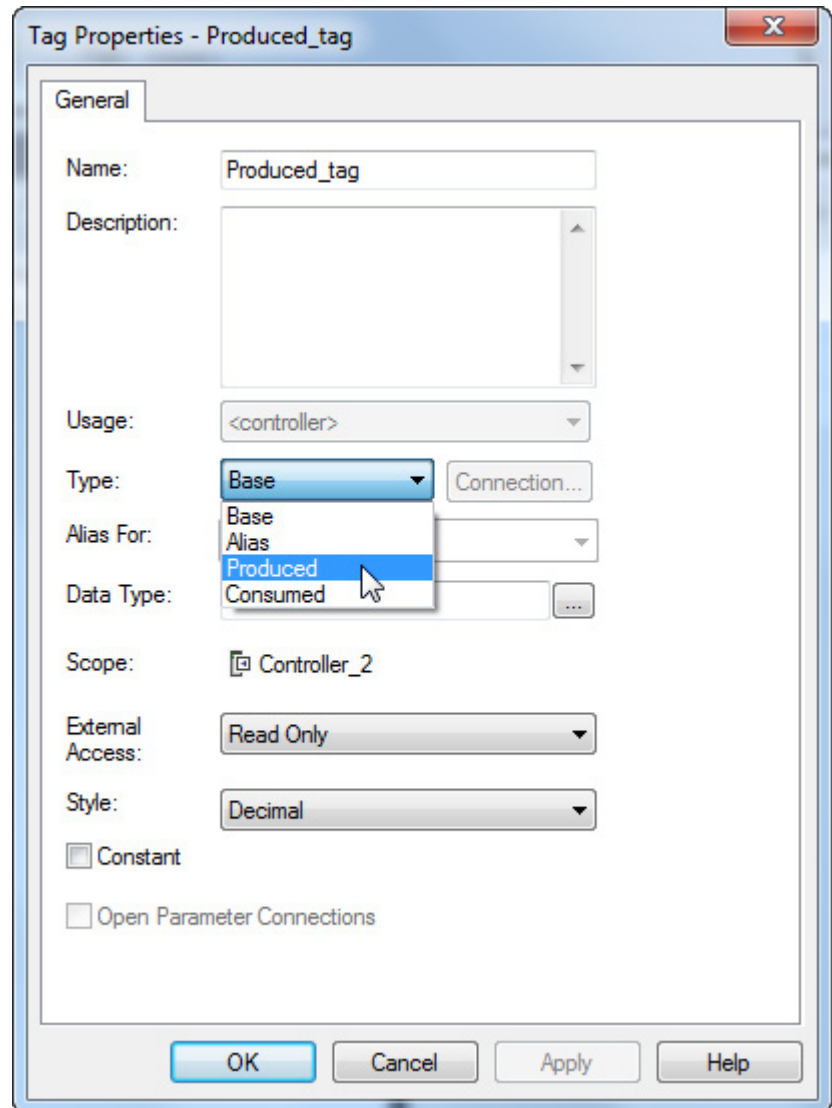 Tag Properties - Produced_tag
General
Name: Produced_tag
Description:
Usage: <controller>
Type: Base Connection...
Base
Alias
Produced
Consumed
Alias For:
Data Type: ...
Scope: Controller_2
External
Access: Read Only
Style: Decimal
Constant
Open Parameter Connections
OK Cancel Apply Help